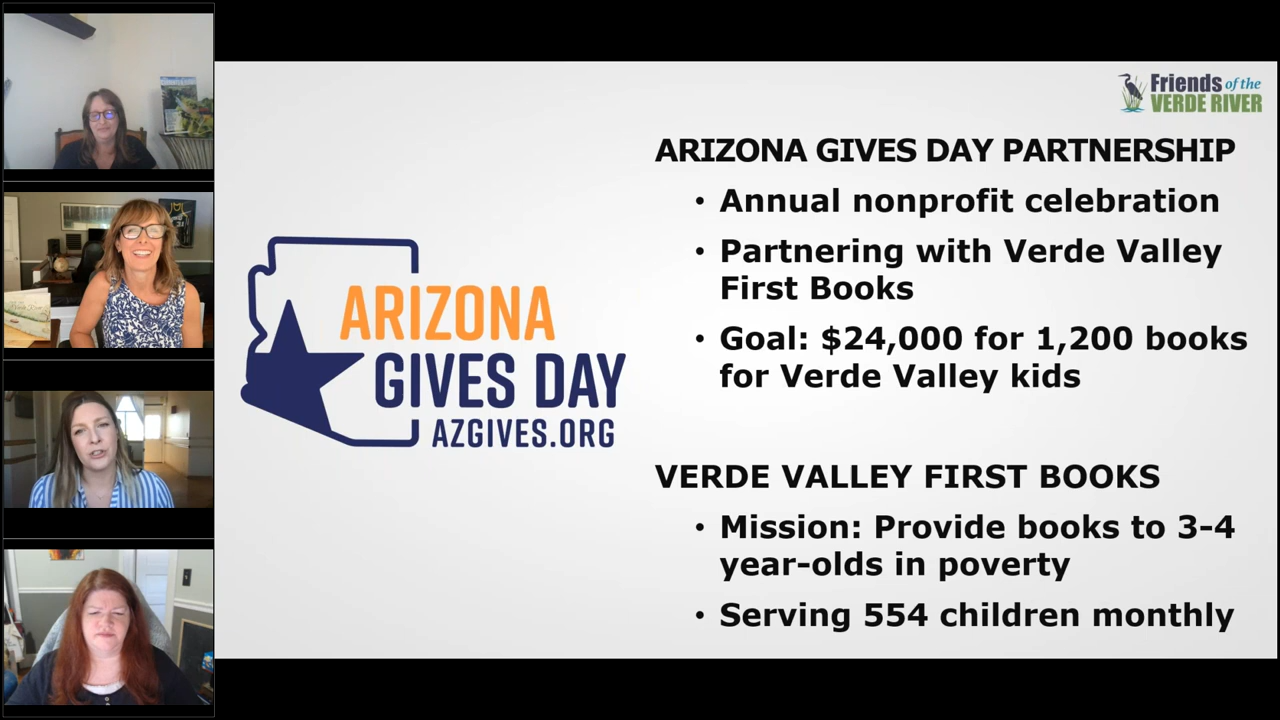 Friends of the
VERDE RIVER
ARIZONA GIVES DAY PARTNERSHIP
• Annual nonprofit celebration
• Partnering with Verde Valley
First Books
• Goal: $24,000 for 1,200 books
for Verde Valley kids
VERDE VALLEY FIRST BOOKS
• Mission: Provide books to 3-4
year-olds in poverty
• Serving 554 children monthly
ARIZONA
GIVES DAY
AZGIVES.ORG
31